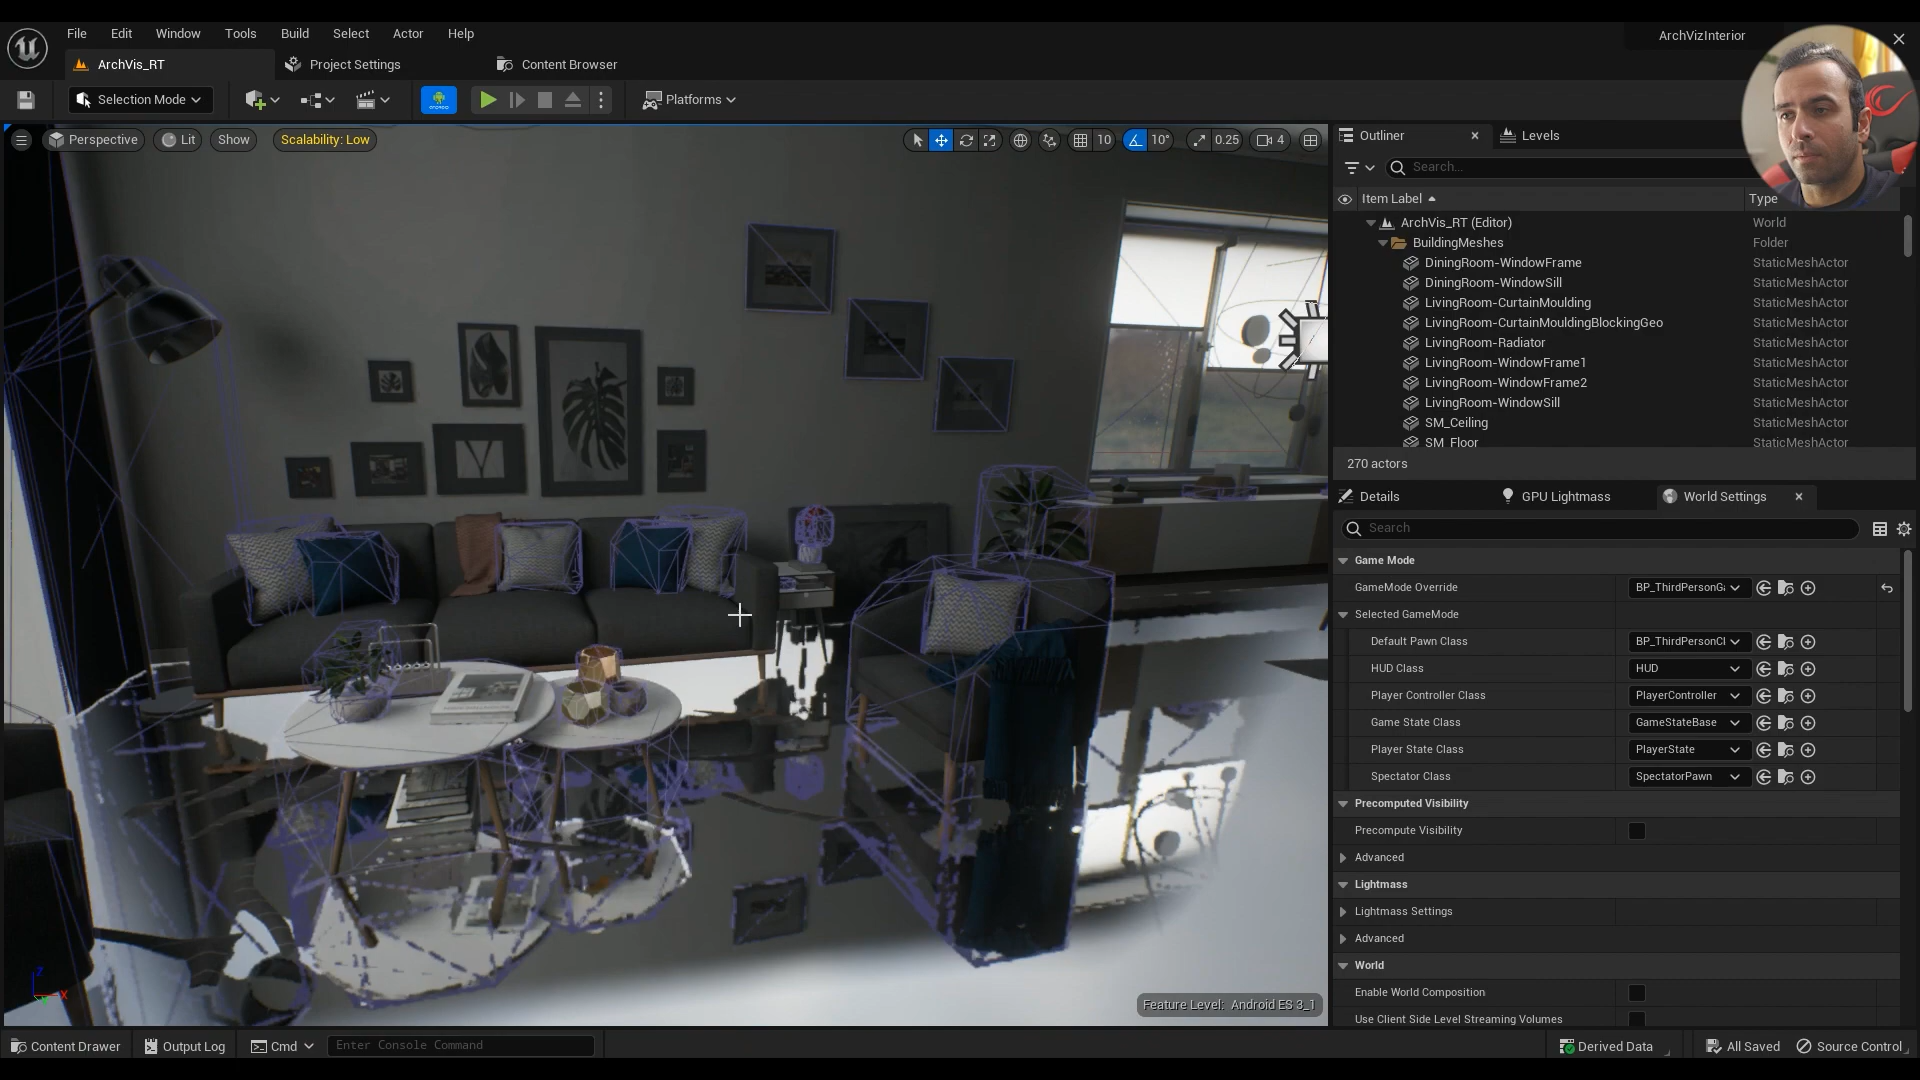 File Edit Window Tools Build Select Actor Help
ArchVizInterior
ArchVis_RT
Project Settings
Content Browser
Selection Mode
Platforms
Perspective
Lit
Show
Scalability: Low
10
10°
0.25
4
Outliner
Levels
Search...
Item Label
Type
ArchVis_RT (Editor) World
BuildingMeshes Folder
DiningRoom-WindowFrame StaticMeshActor
DiningRoom-WindowSill StaticMeshActor
LivingRoom-CurtainMoulding StaticMeshActor
LivingRoom-CurtainMouldingBlockingGeo StaticMeshActor
LivingRoom-Radiator StaticMeshActor
LivingRoom-WindowFrame1 StaticMeshActor
LivingRoom-WindowFrame2 StaticMeshActor
LivingRoom-WindowSill StaticMeshActor
SM_Ceiling StaticMeshActor
SM_Floor StaticMeshActor
270 actors
Details
GPU Lightmass
World Settings
Search
Game Mode
GameMode Override BP_ThirdPersonG
Selected GameMode
Default Pawn Class BP_ThirdPersonCl
HUD Class HUD
Player Controller Class PlayerController
Game State Class GameStateBase
Player State Class PlayerState
Spectator Class SpectatorPawn
Precomputed Visibility
Precompute Visibility
Advanced
Lightmass
Lightmass Settings
Advanced
World
Enable World Composition
Use Client Side Level Streaming Volumes
Feature Level: Android ES 3_1
Content Drawer
Output Log
Cmd
Enter Console Command
Derived Data
All Saved
Source Control